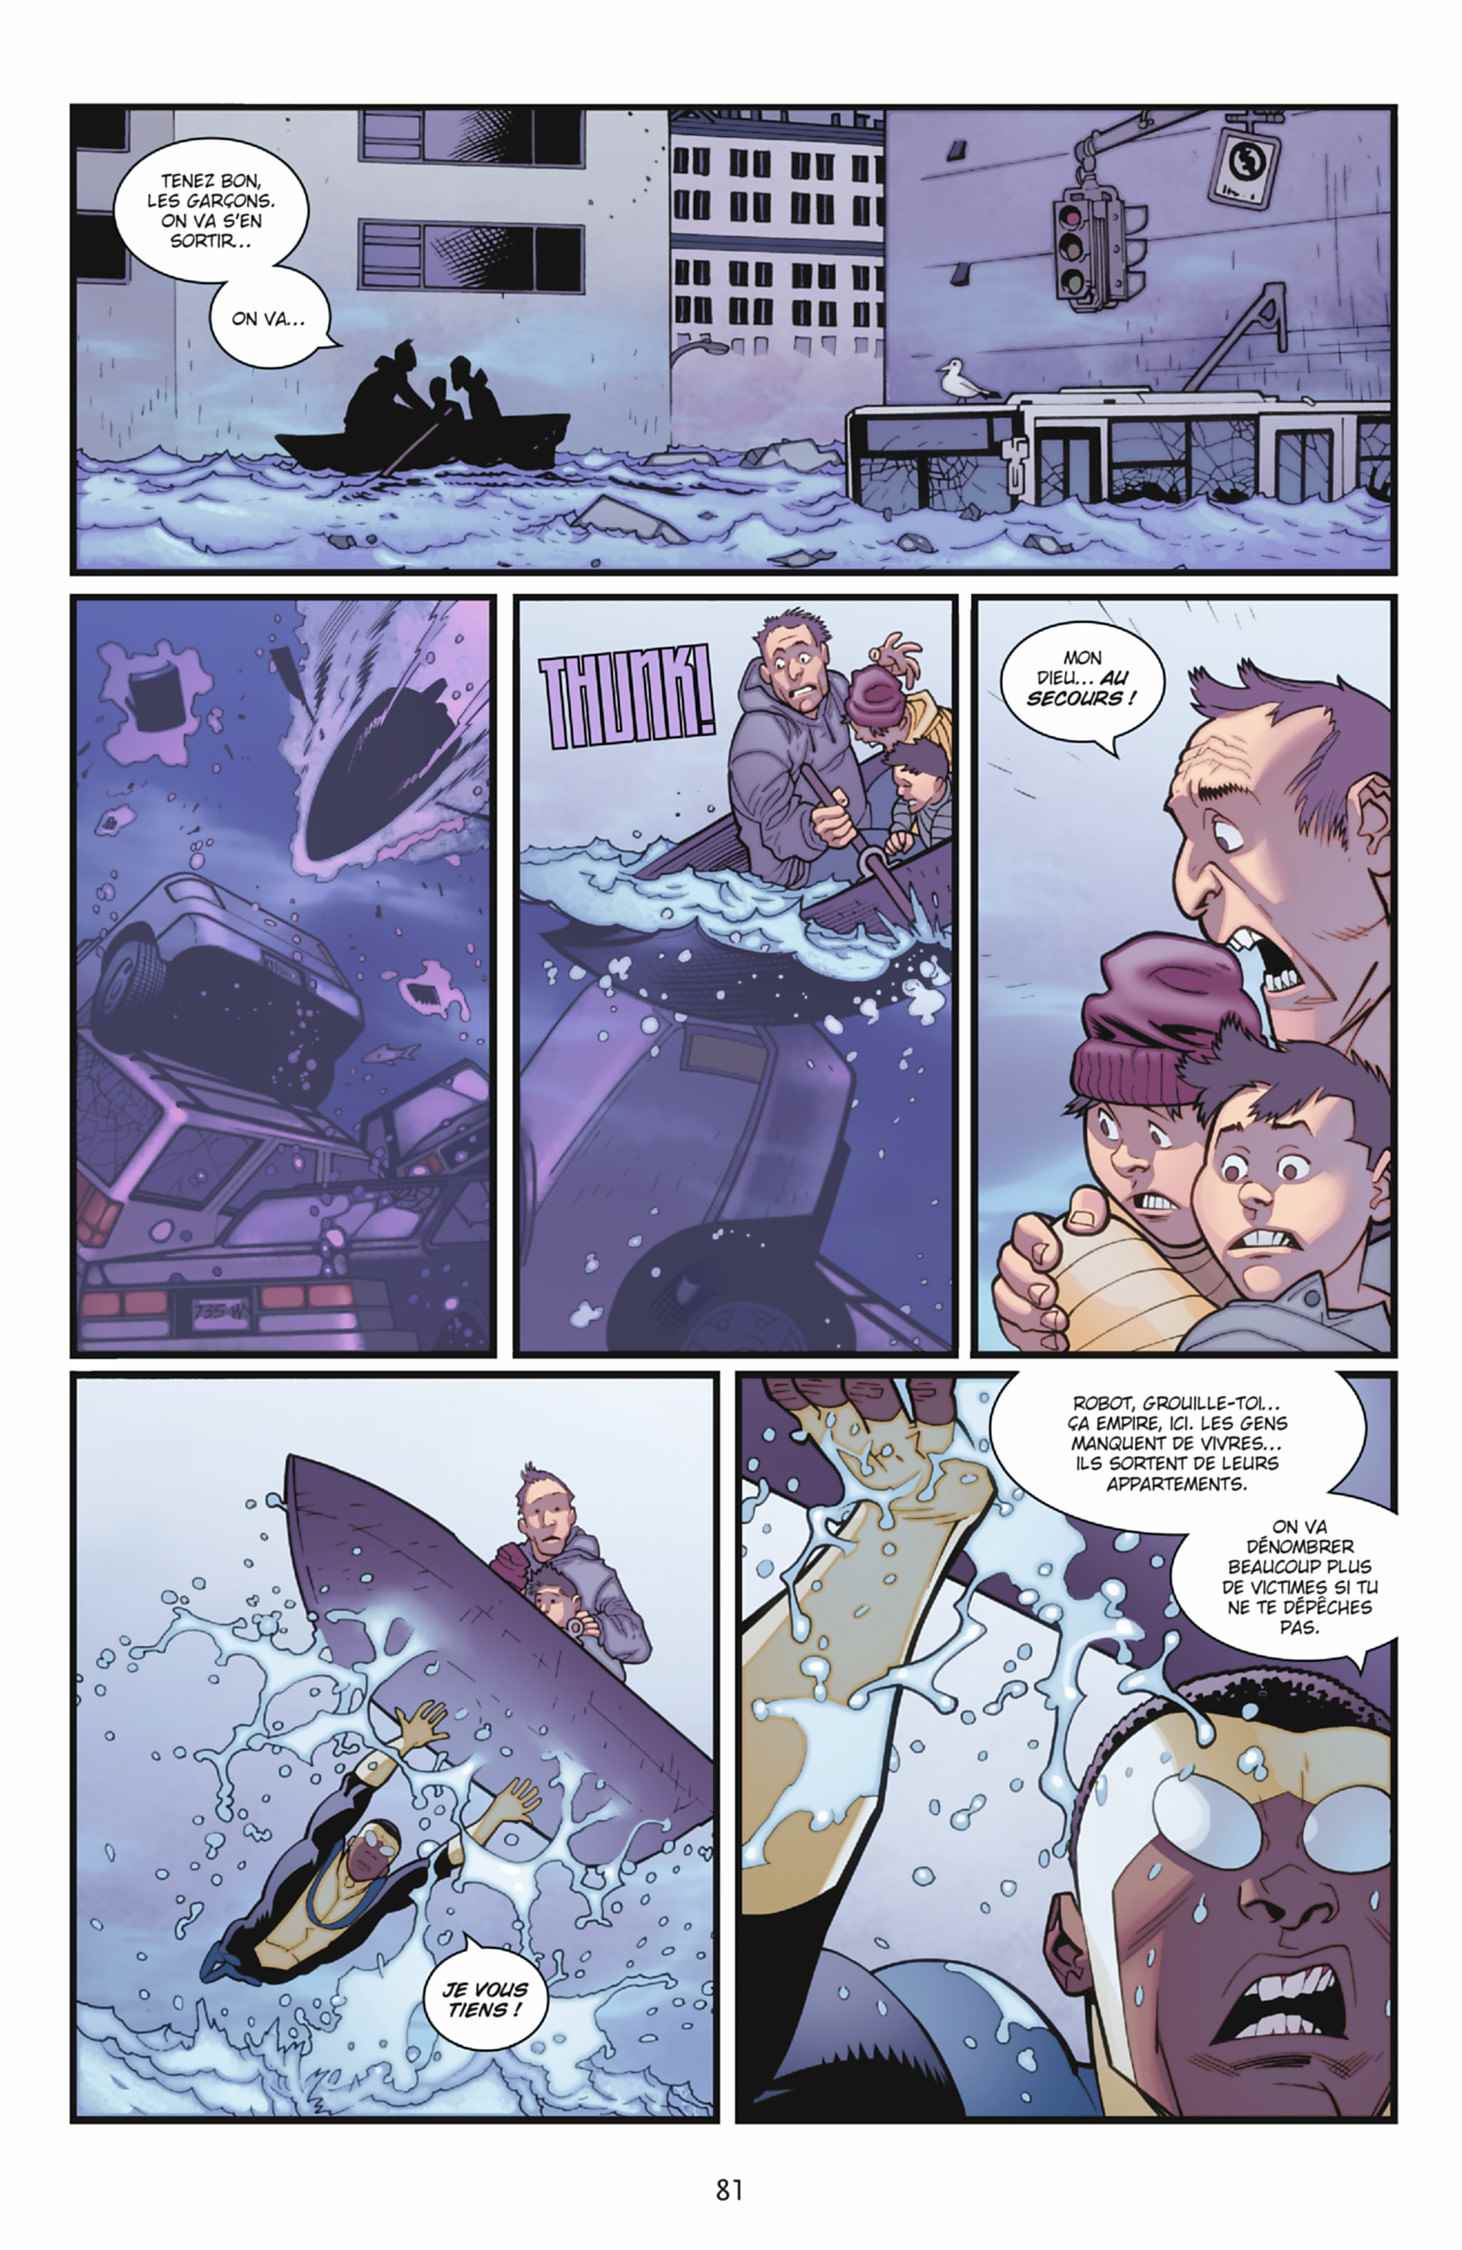 TENEZ BON,
LES GARÇONS.
ON VA S'EN
SORTIR...
ON VA...
THUNK!
MON
DIEU... AU
SECOURS !
JE VOUS
TIENS !
ROBOT, GROUILLE-TOI...
ÇA EMPIRE, ICI. LES GENS
MANQUENT DE VIVRES...
ILS SORTENT DE LEURS
APPARTEMENTS.
ON VA
DÉNOMBRER
BEAUCOUP PLUS
DE VICTIMES SI TU
NE TE DÉPÊCHES
PAS.
81